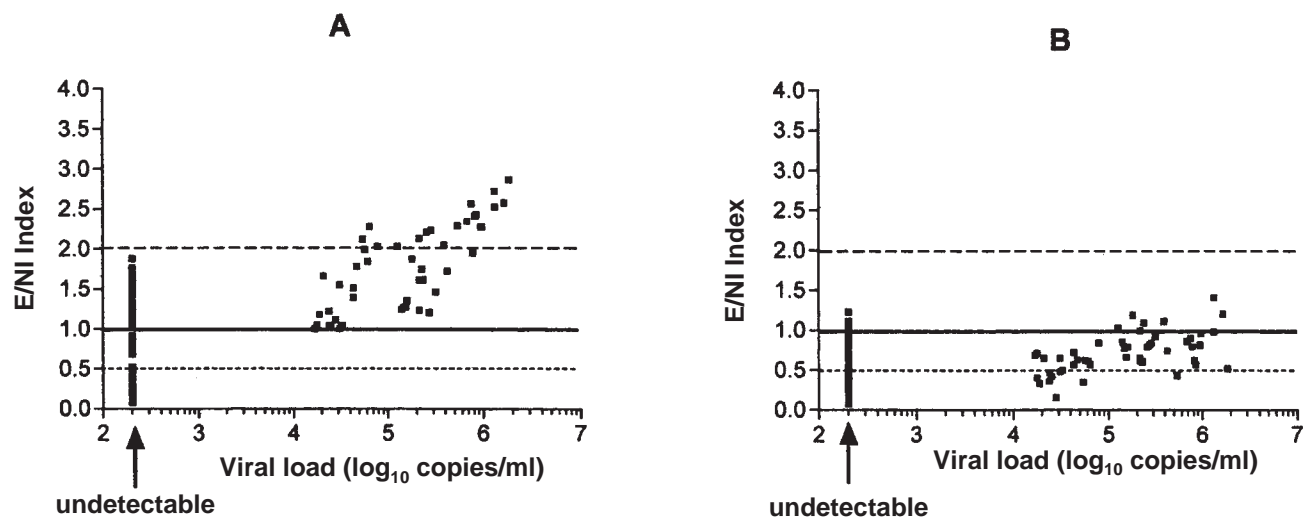 A
E/NI Index
4.0
3.5
3.0
2.5
2.0
1.5
1.0
0.5
0.0
2 3 4 5 6 7
Viral load (log₁₀ copies/ml)
undetectable
B
E/NI Index
4.0
3.5
3.0
2.5
2.0
1.5
1.0
0.5
0.0
2 3 4 5 6 7
Viral load (log₁₀ copies/ml)
undetectable